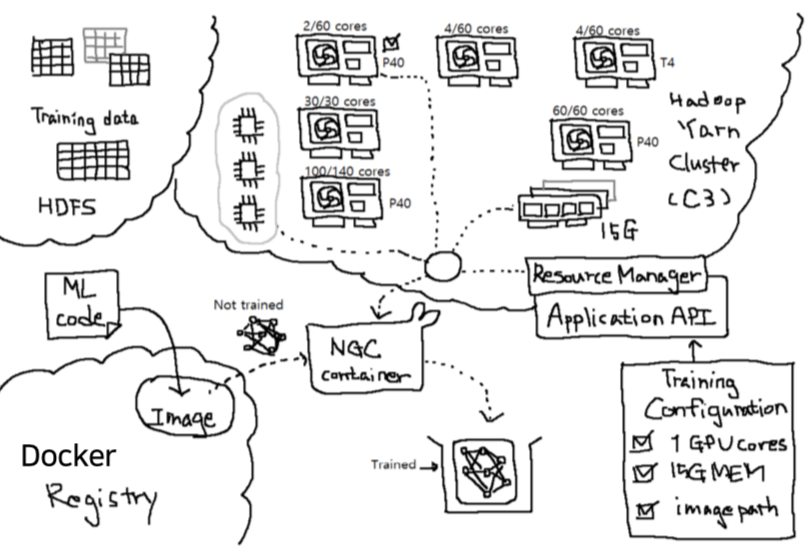 2/60 cores
P40
4/60 cores
4/60 cores
T4
Training data
HDFS
30/30 cores
60/60 cores
P40
100/140 cores
P40
Hadoop
Yarn
Cluster
(C3)
15G
Resource Manager
Application API
ML
code
Not trained
NGC
container
Image
Docker
Registry
Trained
Training
Configuration
1 GPU cores
15G MEM
image path